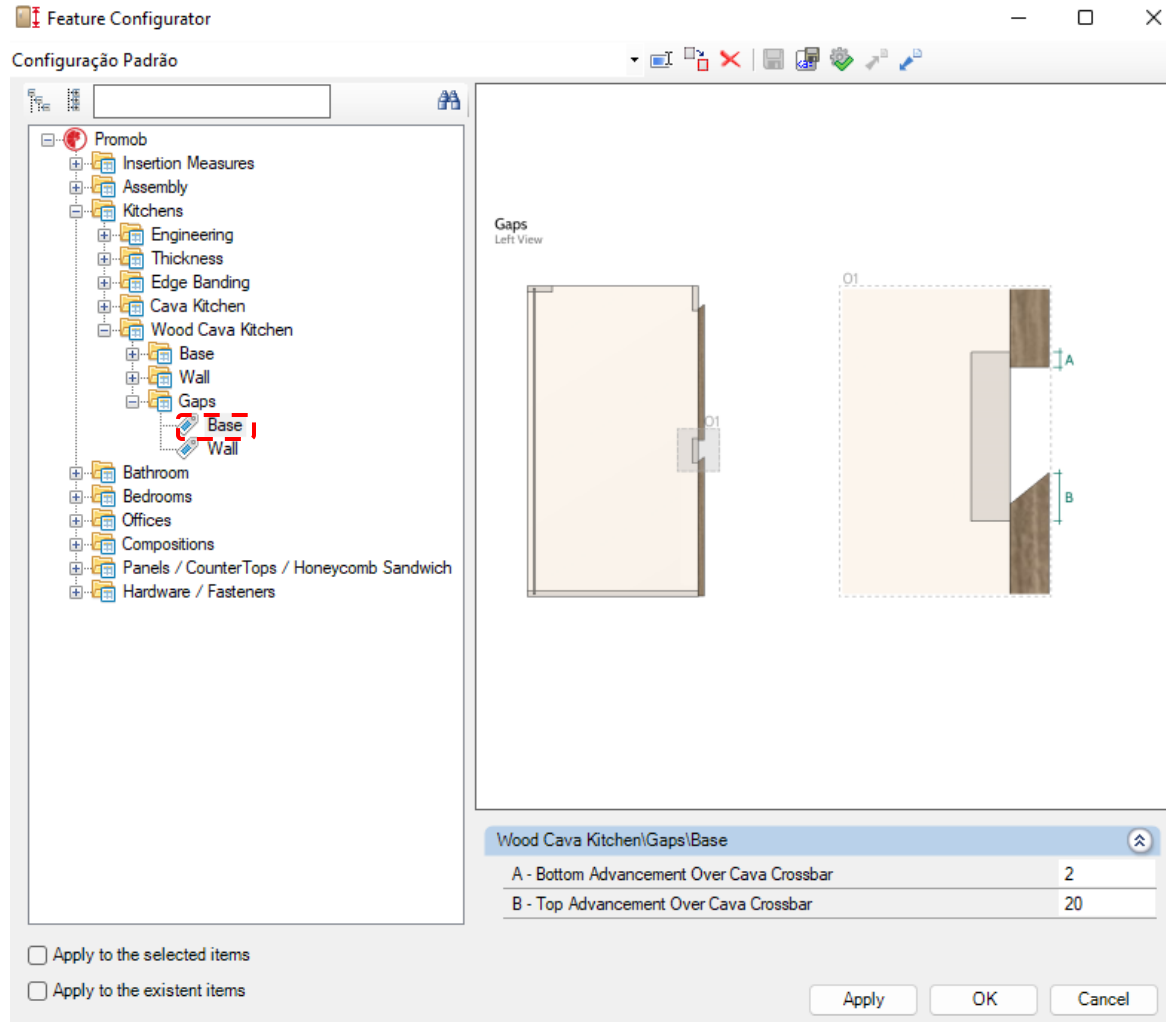 Feature Configurator
Configuração Padrão
Promob
Insertion Measures
Assembly
Kitchens
Engineering
Thickness
Edge Banding
Cava Kitchen
Wood Cava Kitchen
Base
Wall
Gaps
Base
Wall
Bathroom
Bedrooms
Offices
Compositions
Panels / CounterTops / Honeycomb Sandwich
Hardware / Fasteners
Gaps
Left View
01
01
A
B
Wood Cava Kitchen\Gaps\Base
A - Bottom Advancement Over Cava Crossbar 2
B - Top Advancement Over Cava Crossbar 20
Apply to the selected items
Apply to the existent items
Apply OK Cancel